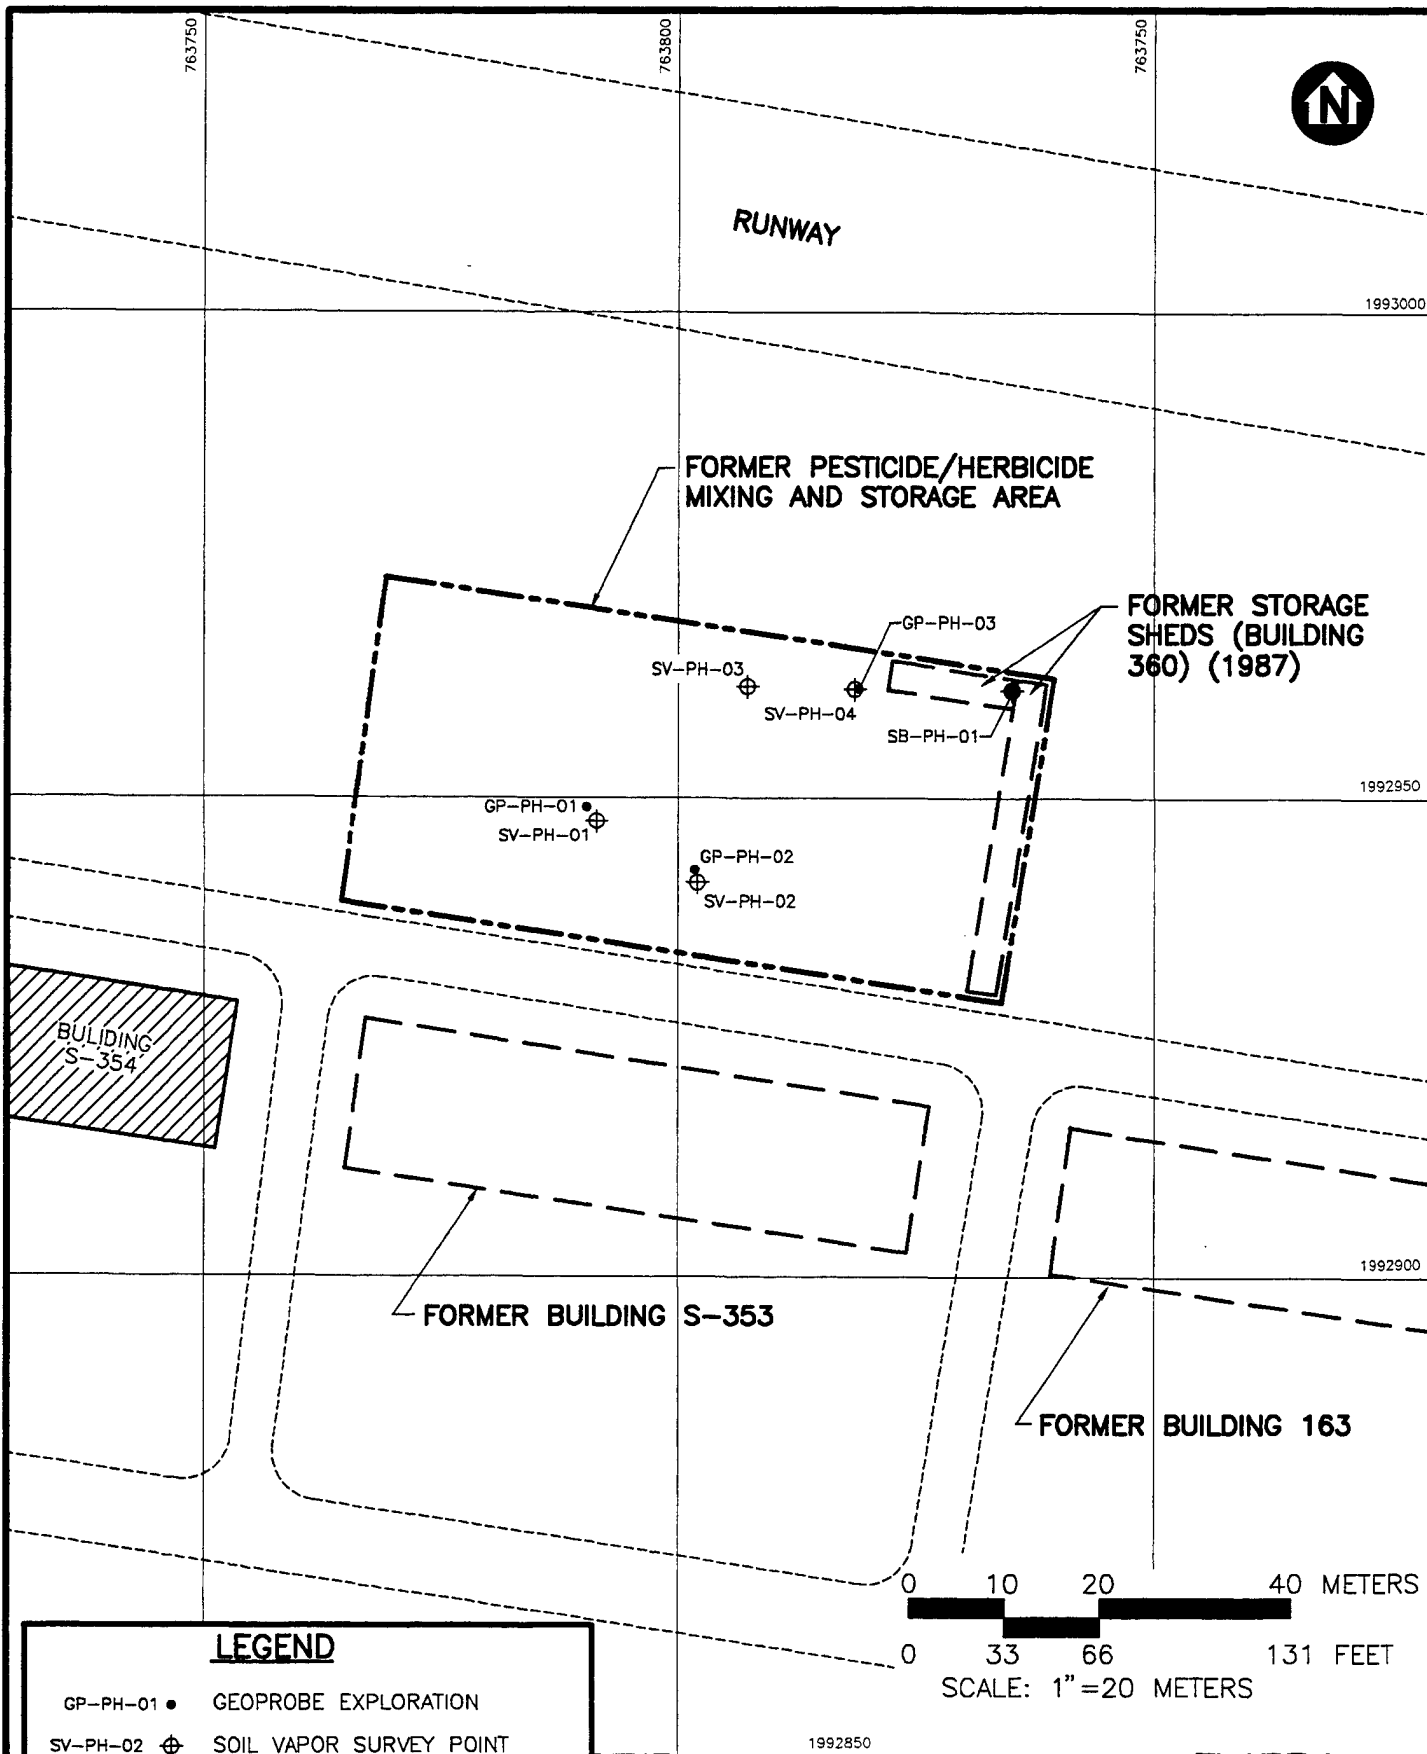 763750
763800
763750
N
RUNWAY
1993000
FORMER PESTICIDE/HERBICIDE
MIXING AND STORAGE AREA
FORMER STORAGE
SHEDS (BUILDING
360) (1987)
GP-PH-03
SV-PH-03
SV-PH-04
SB-PH-01
1992950
GP-PH-01
SV-PH-01
GP-PH-02
SV-PH-02
BULIDING
S-354
1992900
FORMER BUILDING S-353
FORMER BUILDING 163
0 10 20 40 METERS
0 33 66 131 FEET
SCALE: 1"=20 METERS
LEGEND
GP-PH-01 GEOPROBE EXPLORATION
SV-PH-02 SOIL VAPOR SURVEY POINT
1992850